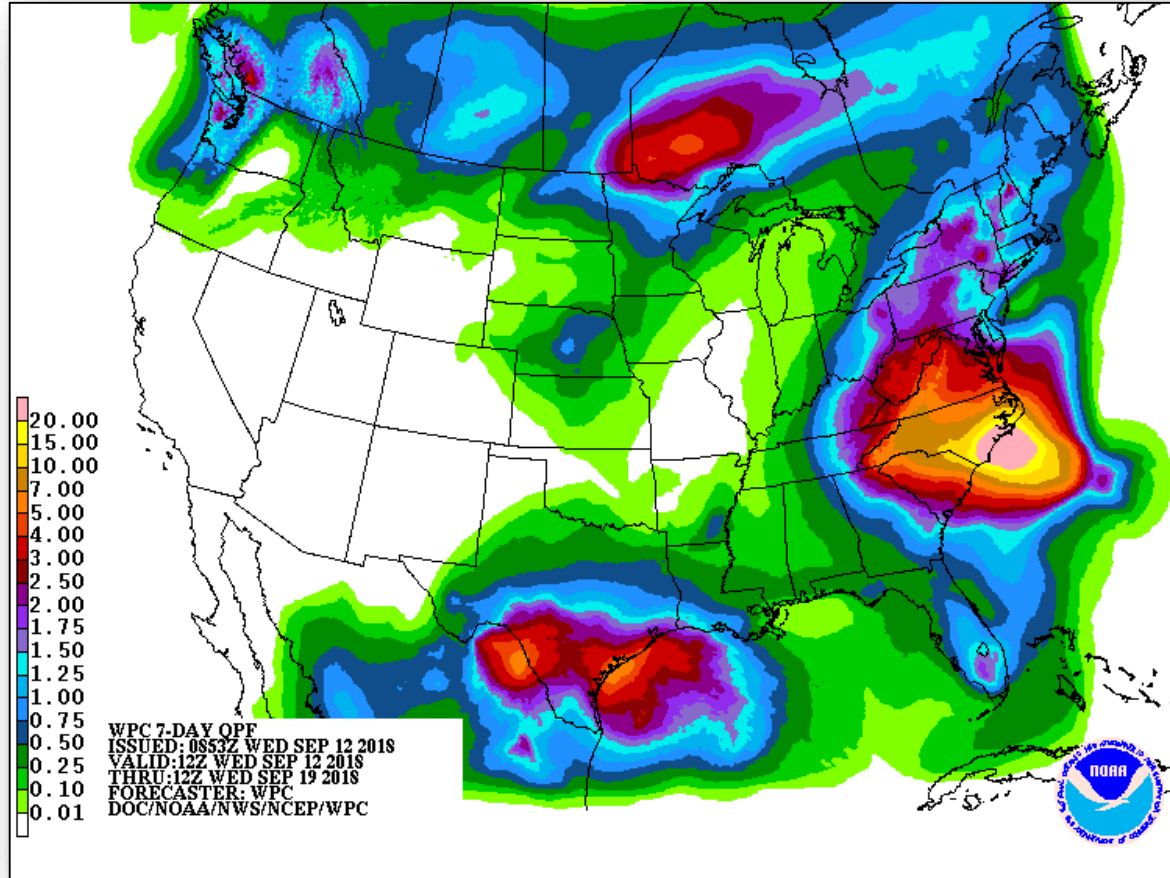 20.00
15.00
10.00
7.00
5.00
4.00
3.00
2.50
2.00
1.75
1.50
1.25
1.00
0.75
0.50
0.25
0.10
0.01
WPC 7-DAY QPF
ISSUED: 0853Z WED SEP 12 2018
VALID:12Z WED SEP 12 2018
THRU:12Z WED SEP 19 2018
FORECASTER: WPC
DOC/NOAA/NWS/NCEP/WPC
NOAA